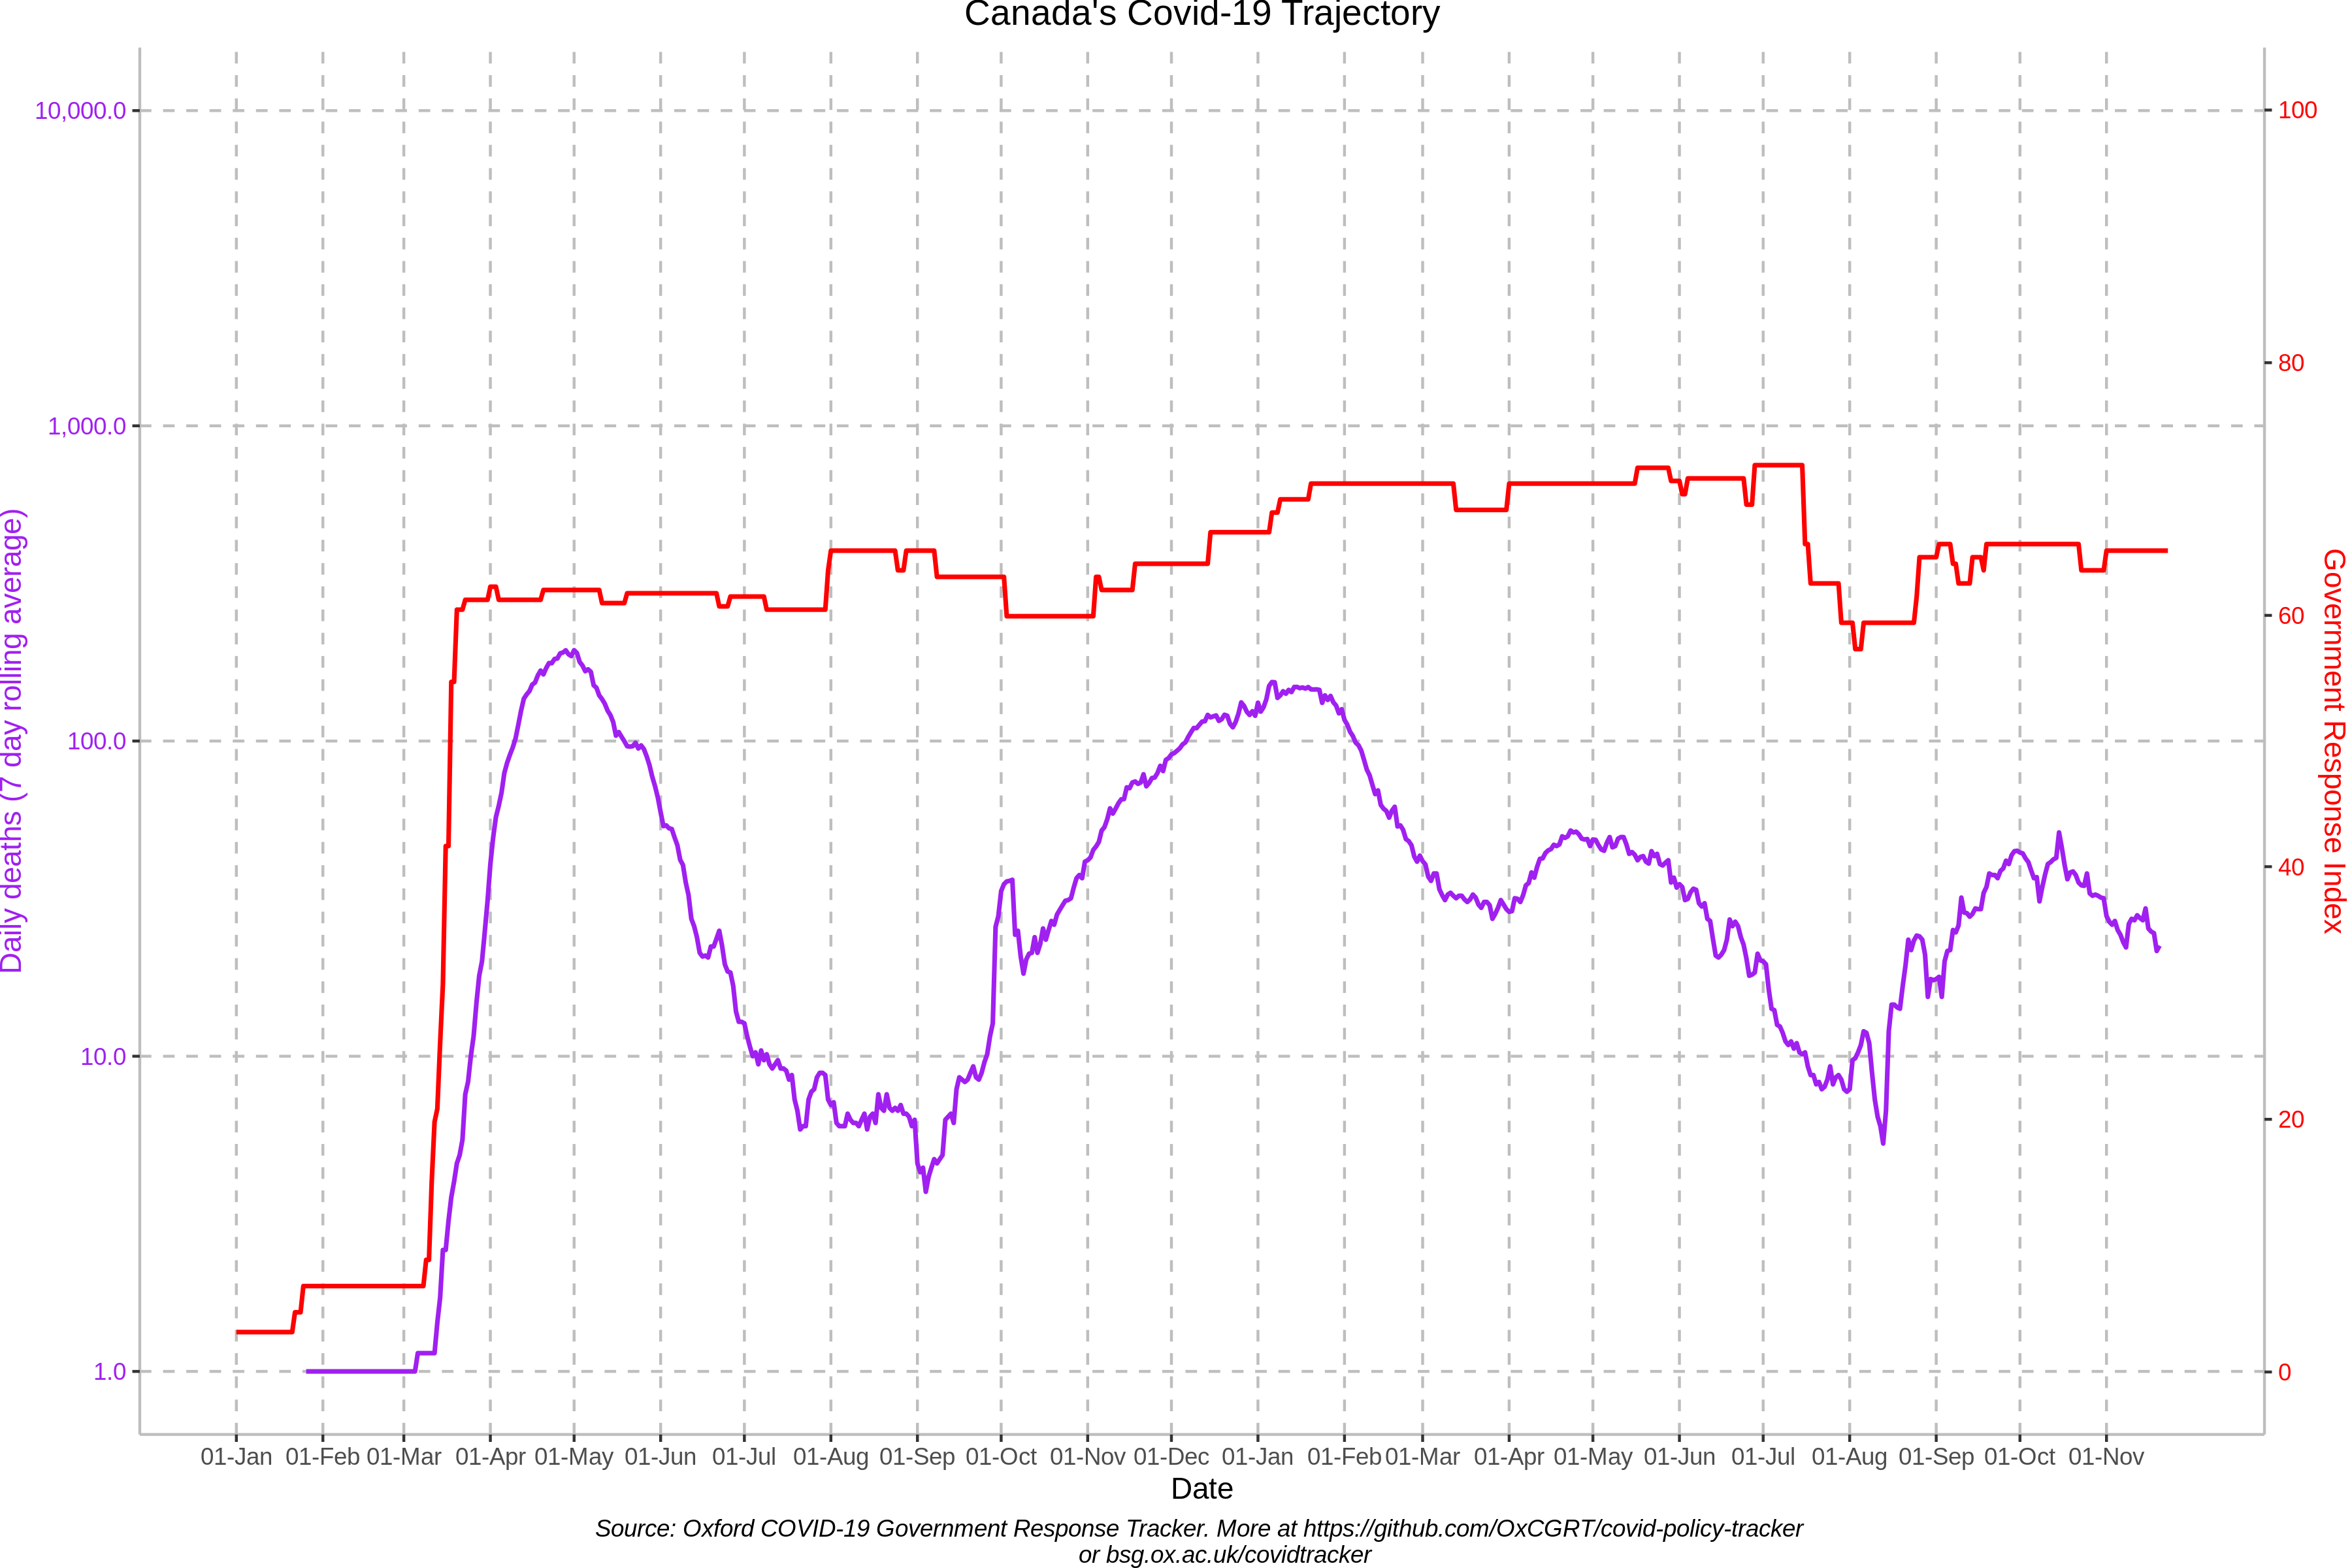 Canada's Covid-19 Trajectory
10,000.0
1,000.0
100.0
10.0
1.0
Daily deaths (7 day rolling average)
100
80
60
40
20
0
Government Response Index
01-Jan 01-Feb 01-Mar 01-Apr 01-May 01-Jun 01-Jul 01-Aug 01-Sep 01-Oct 01-Nov 01-Dec 01-Jan 01-Feb 01-Mar 01-Apr 01-May 01-Jun 01-Jul 01-Aug 01-Sep 01-Oct 01-Nov
Date
Source: Oxford COVID-19 Government Response Tracker. More at https://github.com/OxCGRT/covid-policy-tracker
or bsg.ox.ac.uk/covidtracker